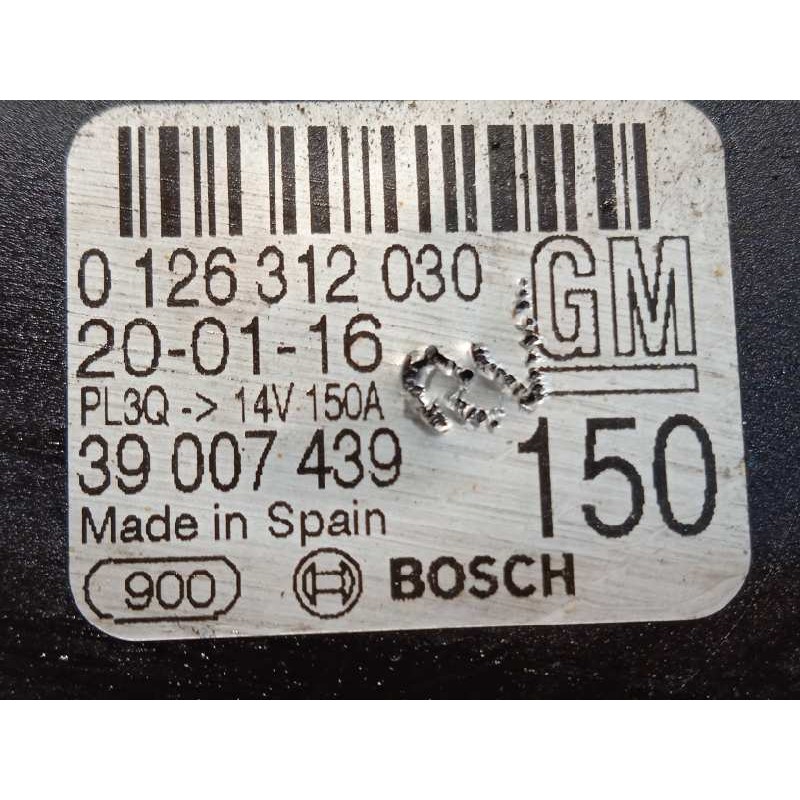 0 126 312 030
GM
20-01-16
PL3Q -> 14V 150A
39 007 439
150
Made in Spain
900
BOSCH